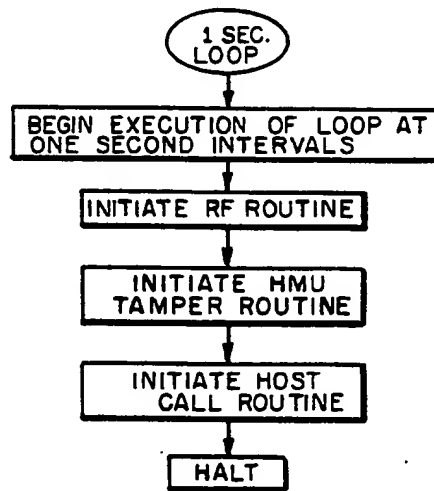 1 SEC.
LOOP
BEGIN EXECUTION OF LOOP AT
ONE SECOND INTERVALS
INITIATE RF ROUTINE
INITIATE HMU
TAMPER ROUTINE
INITIATE HOST
CALL ROUTINE
HALT